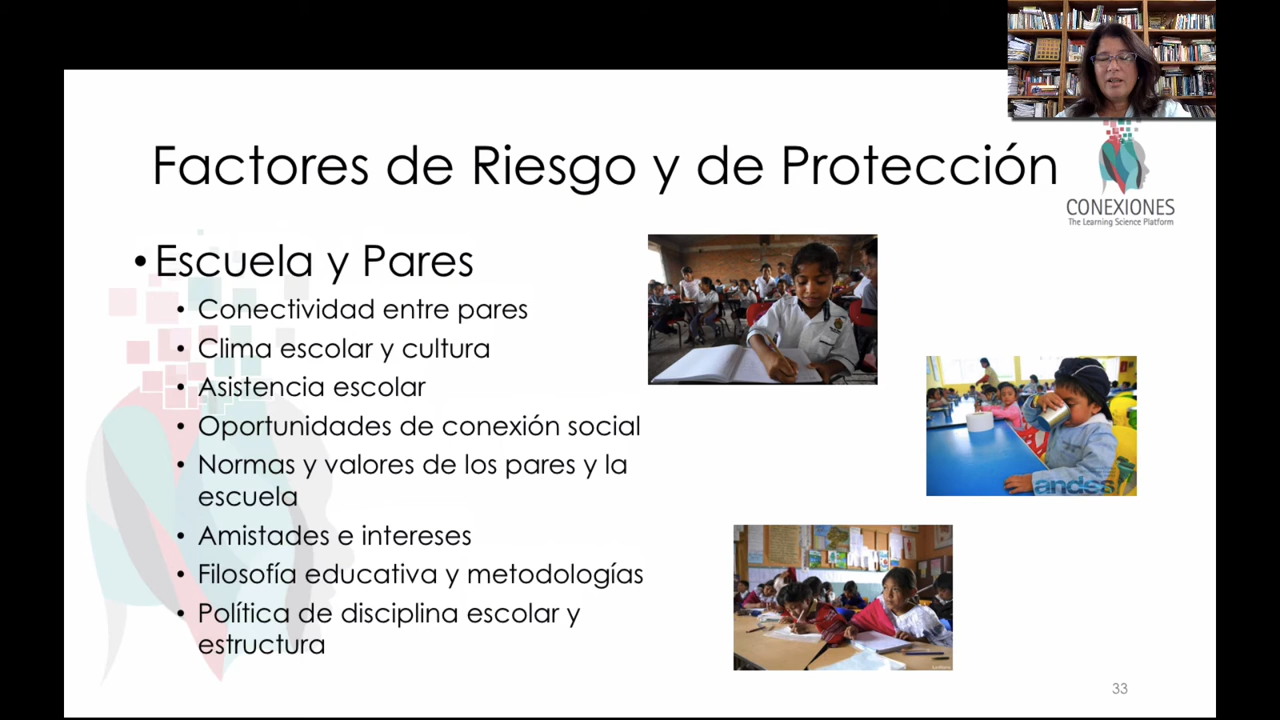 Factores de Riesgo y de Protección
CONEXIONES
The Learning Science Platform
• Escuela y Pares
• Conectividad entre pares
• Clima escolar y cultura
• Asistencia escolar
• Oportunidades de conexión social
• Normas y valores de los pares y la
escuela
• Amistades e intereses
• Filosofía educativa y metodologías
• Política de disciplina escolar y
estructura
andes
33